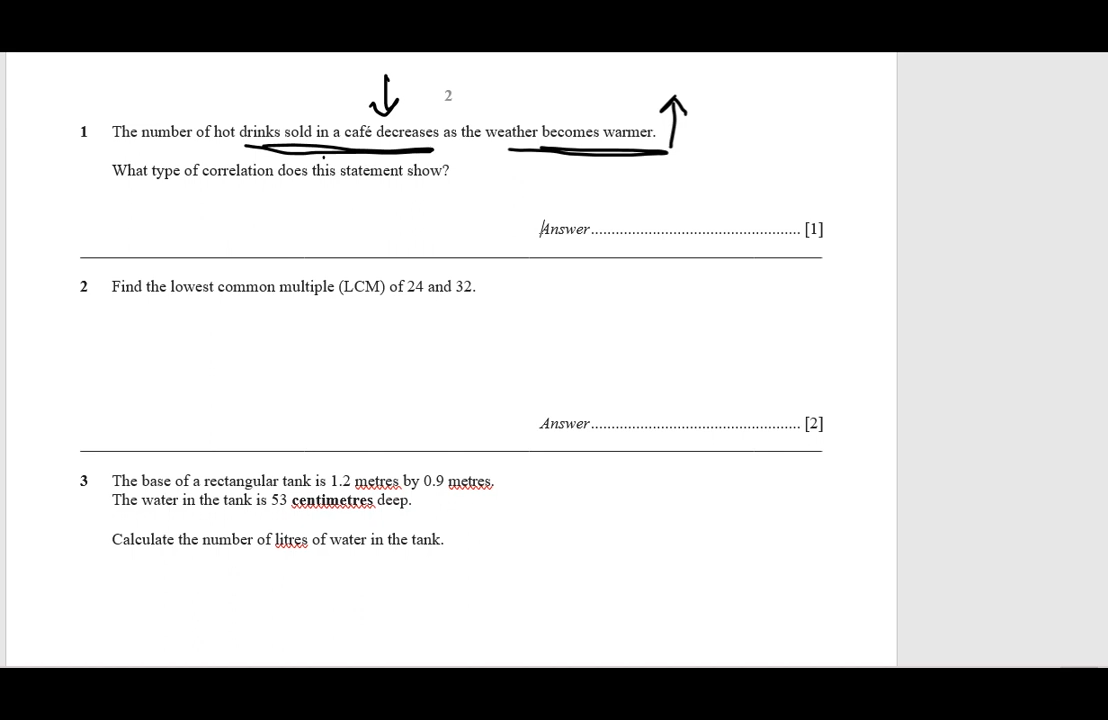 2
1 The number of hot drinks sold in a café decreases as the weather becomes warmer.
What type of correlation does this statement show?
Answer.................................................... [1]
2 Find the lowest common multiple (LCM) of 24 and 32.
Answer.................................................... [2]
3 The base of a rectangular tank is 1.2 metres by 0.9 metres.
The water in the tank is 53 centimetres deep.
Calculate the number of litres of water in the tank.